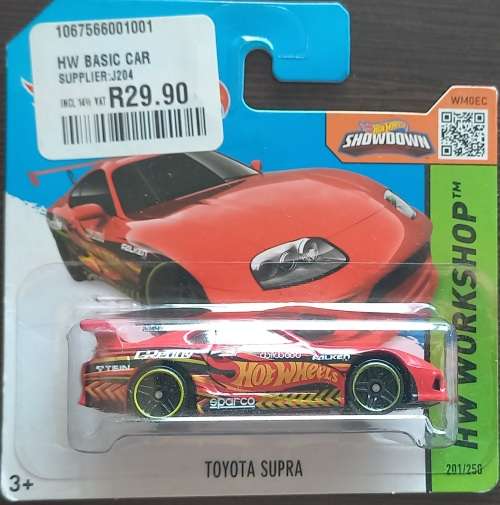 1067566001001
HW BASIC CAR
SUPPLIER:J204
INCL 14% VAT R29.90
WM0EC
Hot Wheels
SHOWDOWN
HW WORKSHOP™
FALKEN
GReddy
TEIN
FALKEN
HOT WHEELS
sparco
TOYOTA SUPRA
3+
201/250